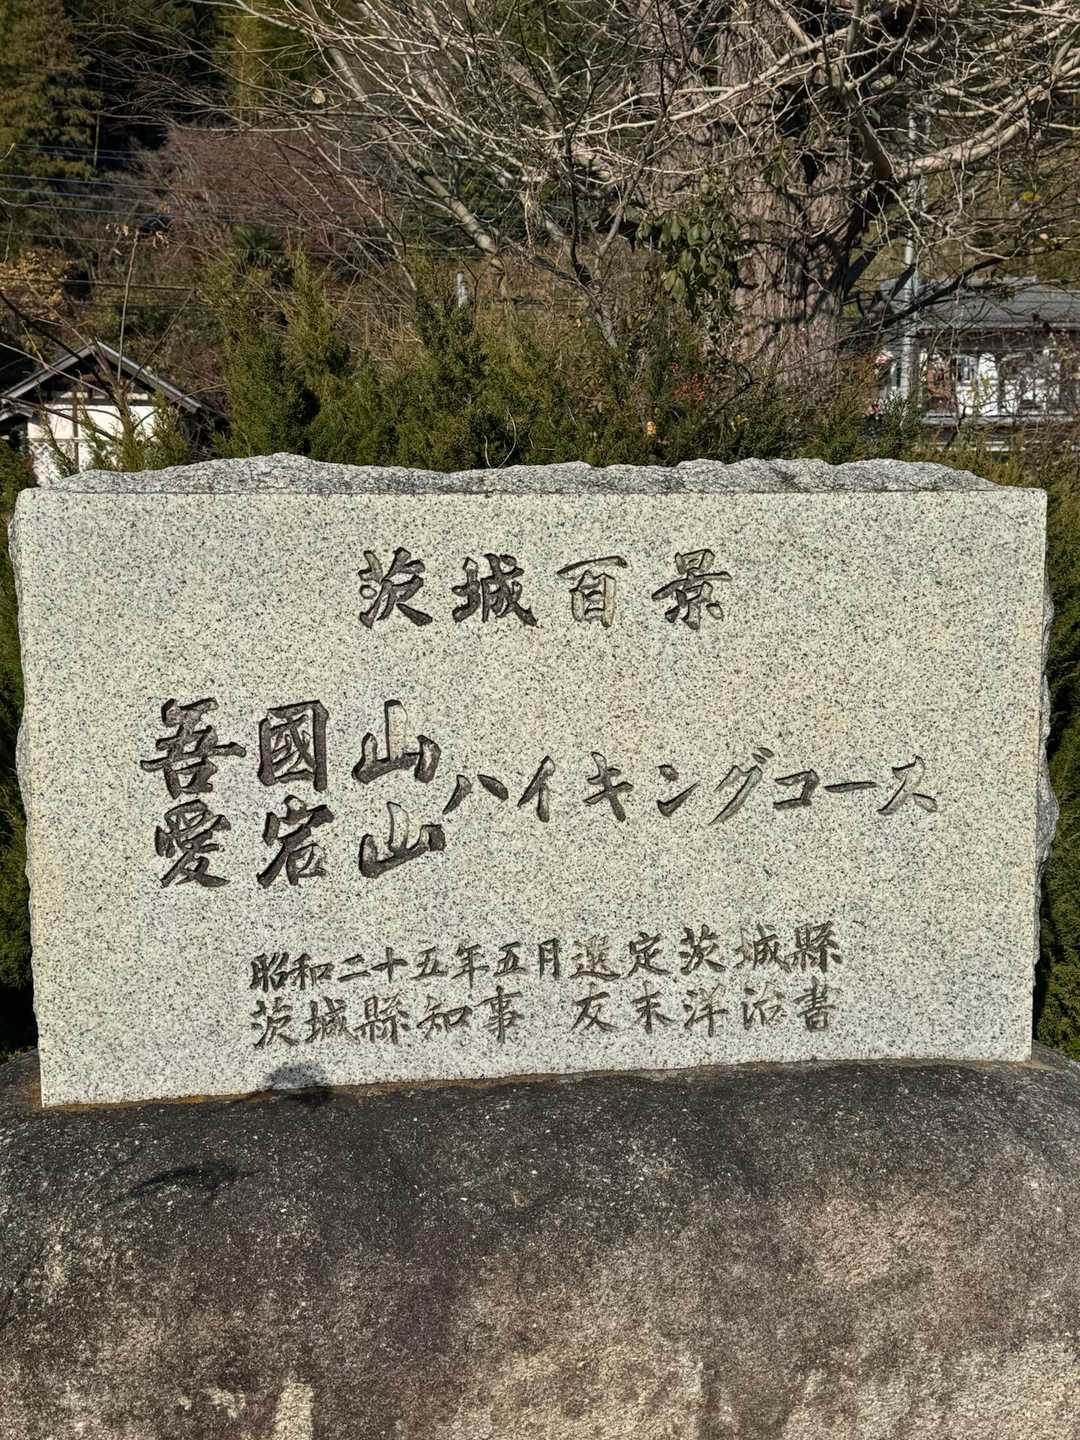 茨城百景
吾國山
愛宕山
ハイキングコース
昭和二十五年五月選定茨城縣
茨城縣知事 友末洋治書